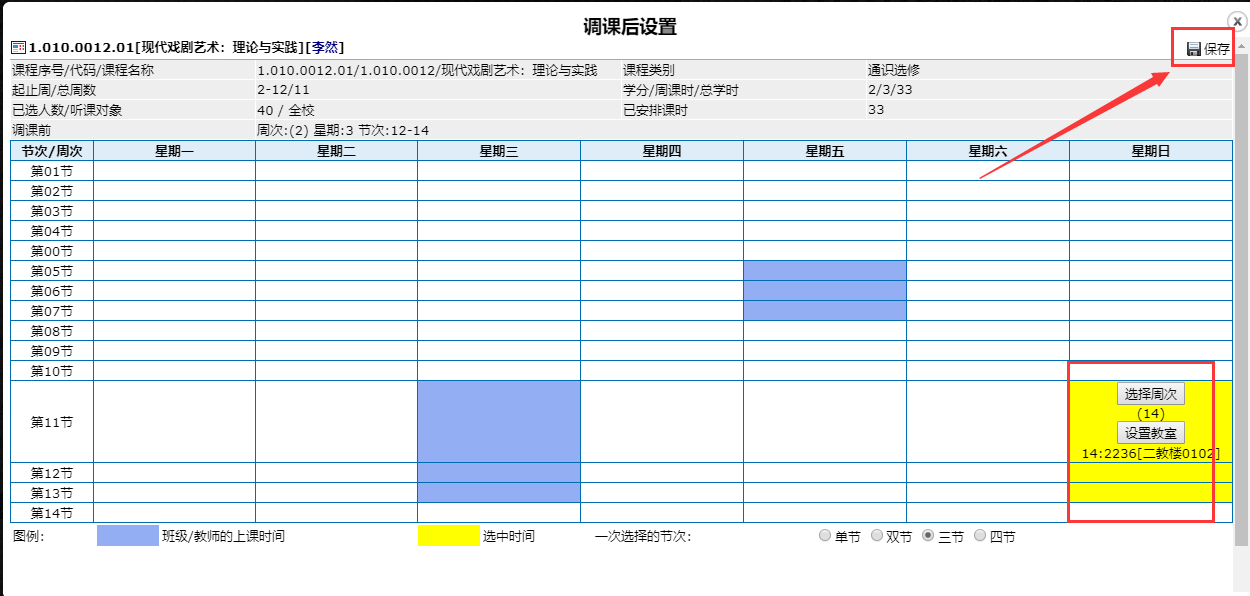 调课后设置
x
1.010.0012.01[现代戏剧艺术：理论与实践][李然]
保存
课程序号/代码/课程名称 1.010.0012.01/1.010.0012/现代戏剧艺术：理论与实践 课程类别 通识选修
起止周/总周数 2-12/11 学分/周课时/总学时 2/3/33
已选人数/听课对象 40 / 全校 已安排课时 33
调课前 周次:(2) 星期:3 节次:12-14
节次/周次 星期一 星期二 星期三 星期四 星期五 星期六 星期日
第01节
第02节
第03节
第04节
第00节
第05节
第06节
第07节
第08节
第09节
第10节
第11节
选择周次
(14)
设置教室
14:2236[二教楼0102]
第12节
第13节
第14节
图例: 班级/教师的上课时间 选中时间 一次选择的节次: 单节 双节 三节 四节